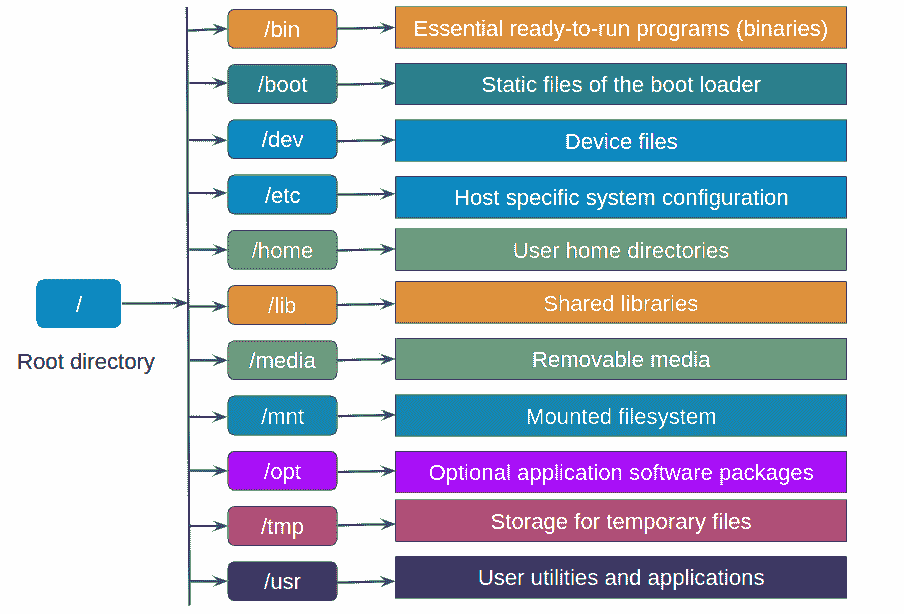 /bin
Essential ready-to-run programs (binaries)
/boot
Static files of the boot loader
/dev
Device files
/etc
Host specific system configuration
/home
User home directories
/
Root directory
/lib
Shared libraries
/media
Removable media
/mnt
Mounted filesystem
/opt
Optional application software packages
/tmp
Storage for temporary files
/usr
User utilities and applications